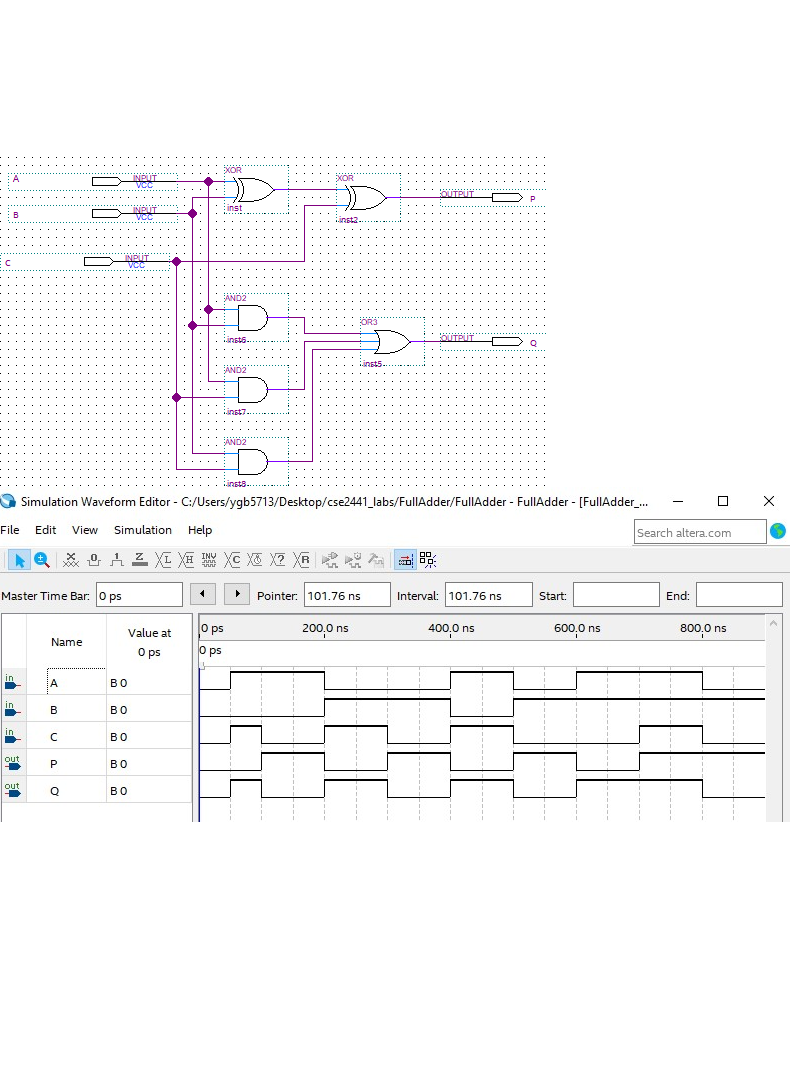 XOR
A INPUT VCC
XOR
B INPUT VCC
inst
OUTPUT P
inst2
C INPUT VCC
AND2
inst6
OR3
OUTPUT Q
inst5
AND2
inst7
AND2
inst8
Simulation Waveform Editor - C:/Users/ygb5713/Desktop/cse2441_labs/FullAdder/FullAdder - FullAdder - [FullAdder_...
File Edit View Simulation Help
Search altera.com
Master Time Bar: 0 ps Pointer: 101.76 ns Interval: 101.76 ns Start: End:
Name Value at 0 ps
0 ps 200.0 ns 400.0 ns 600.0 ns 800.0 ns
0 ps
in A B 0
in B B 0
in C B 0
out P B 0
out Q B 0